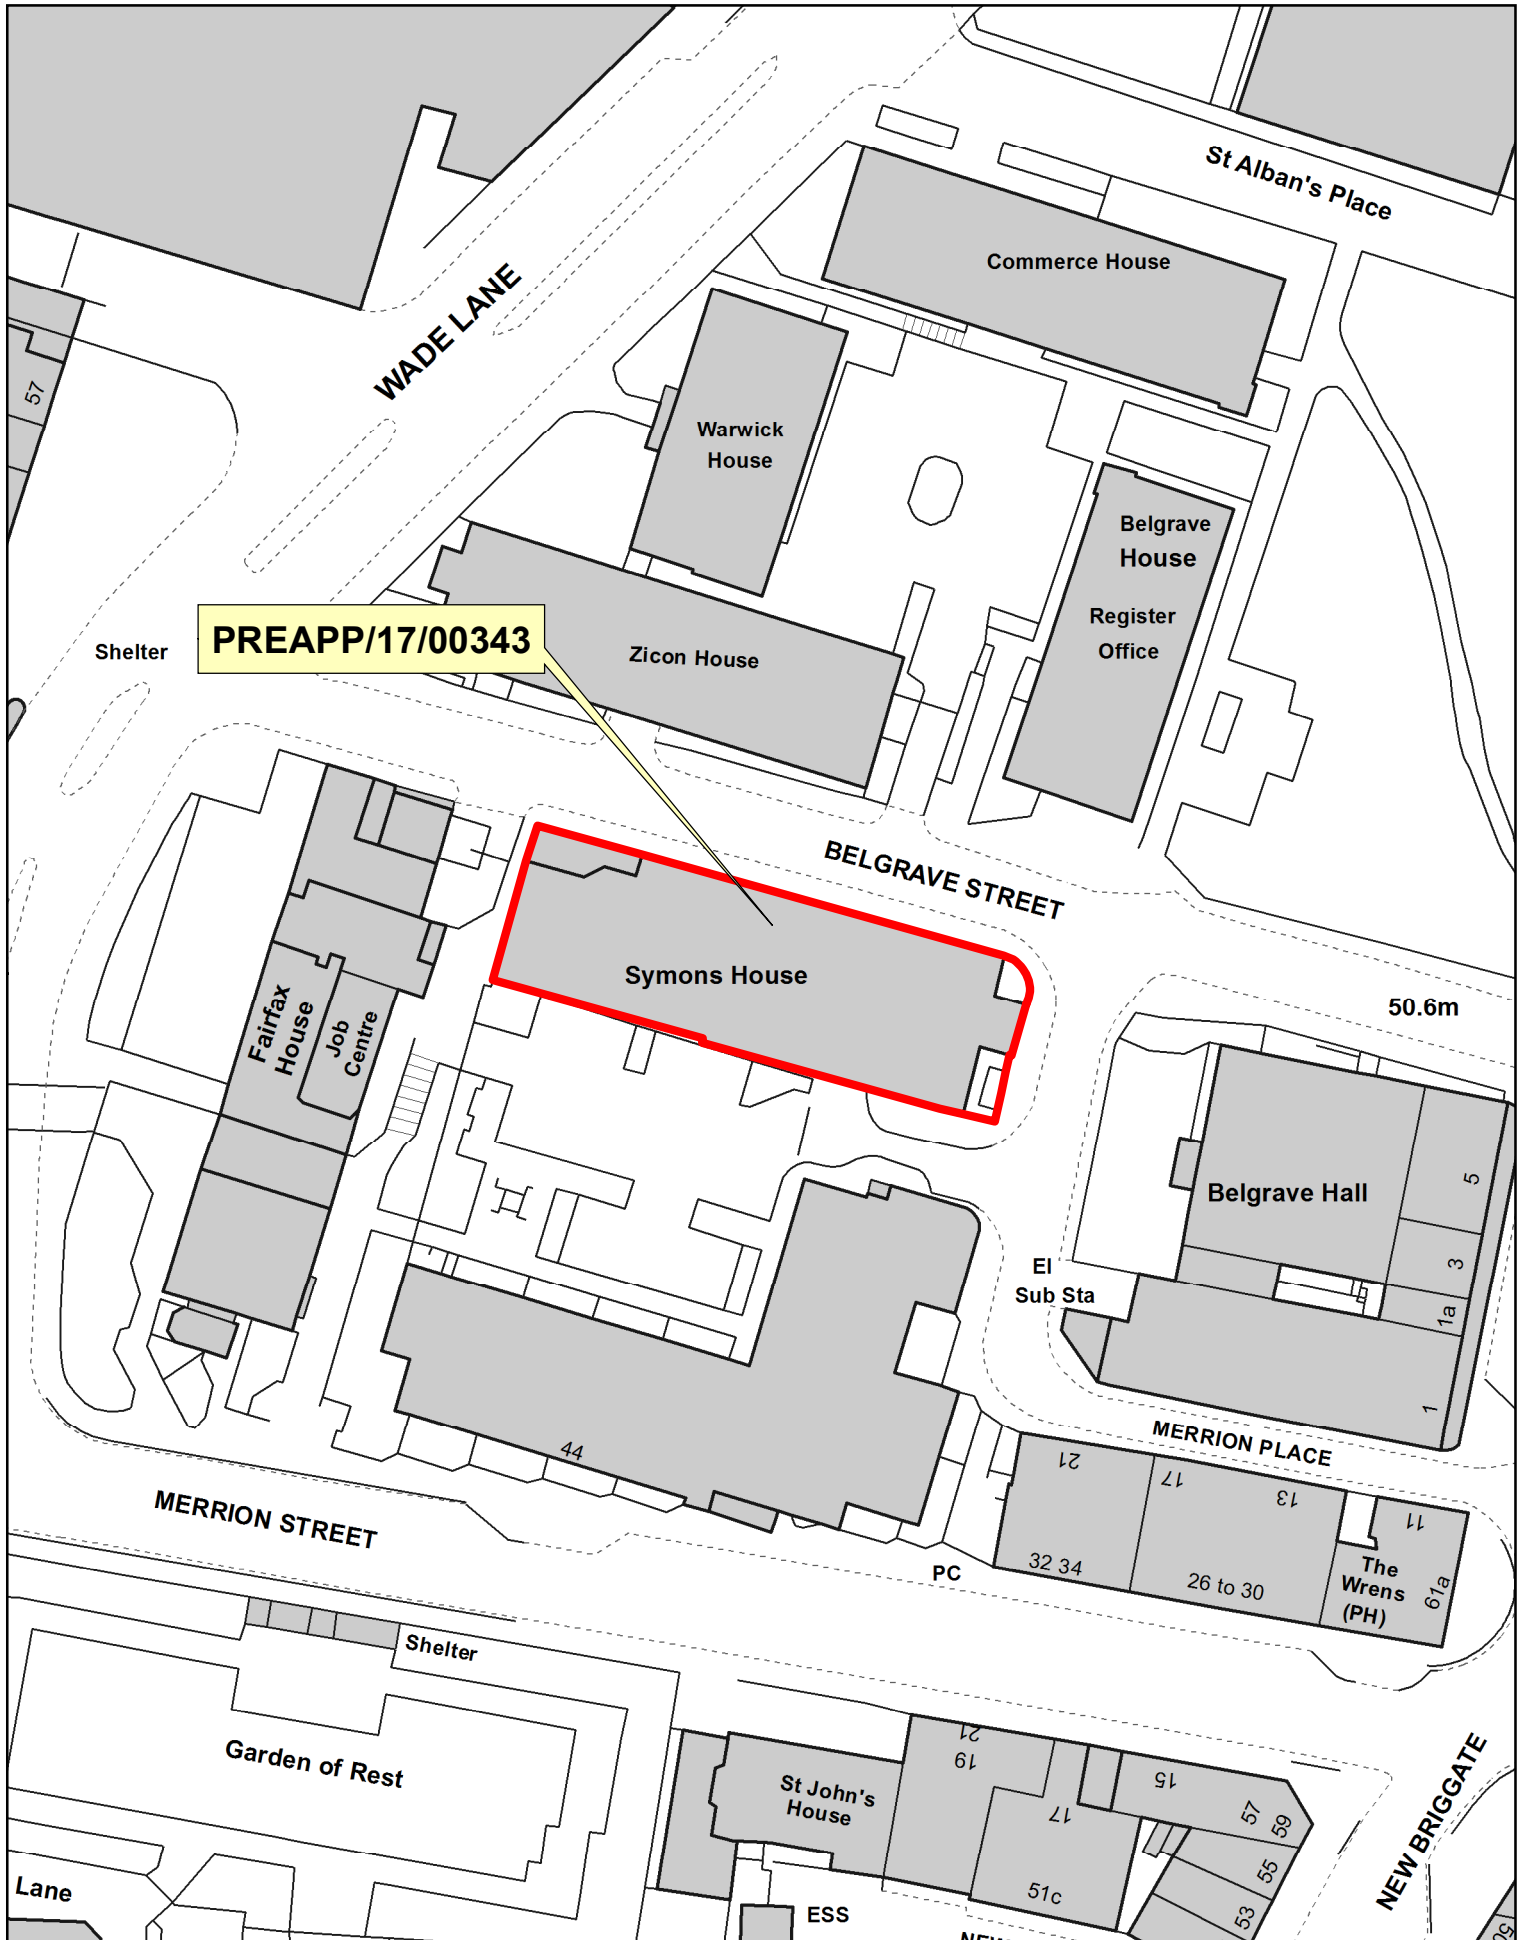 St Alban's Place
Commerce House
WADE LANE
57
Warwick
House
Belgrave
House
Register
Office
PREAPP/17/00343
Shelter
Zicon House
BELGRAVE STREET
Symons House
50.6m
Fairfax
House
Job
Centre
Belgrave Hall
5
3
1a
1
El
Sub Sta
MERRION PLACE
44
21
17
13
11
MERRION STREET
PC
32 34
26 to 30
The
Wrens
(PH)
61a
Shelter
Garden of Rest
St John's
House
21
19
17
15
57
59
55
53
51c
NEW BRIGGATE
Lane
ESS